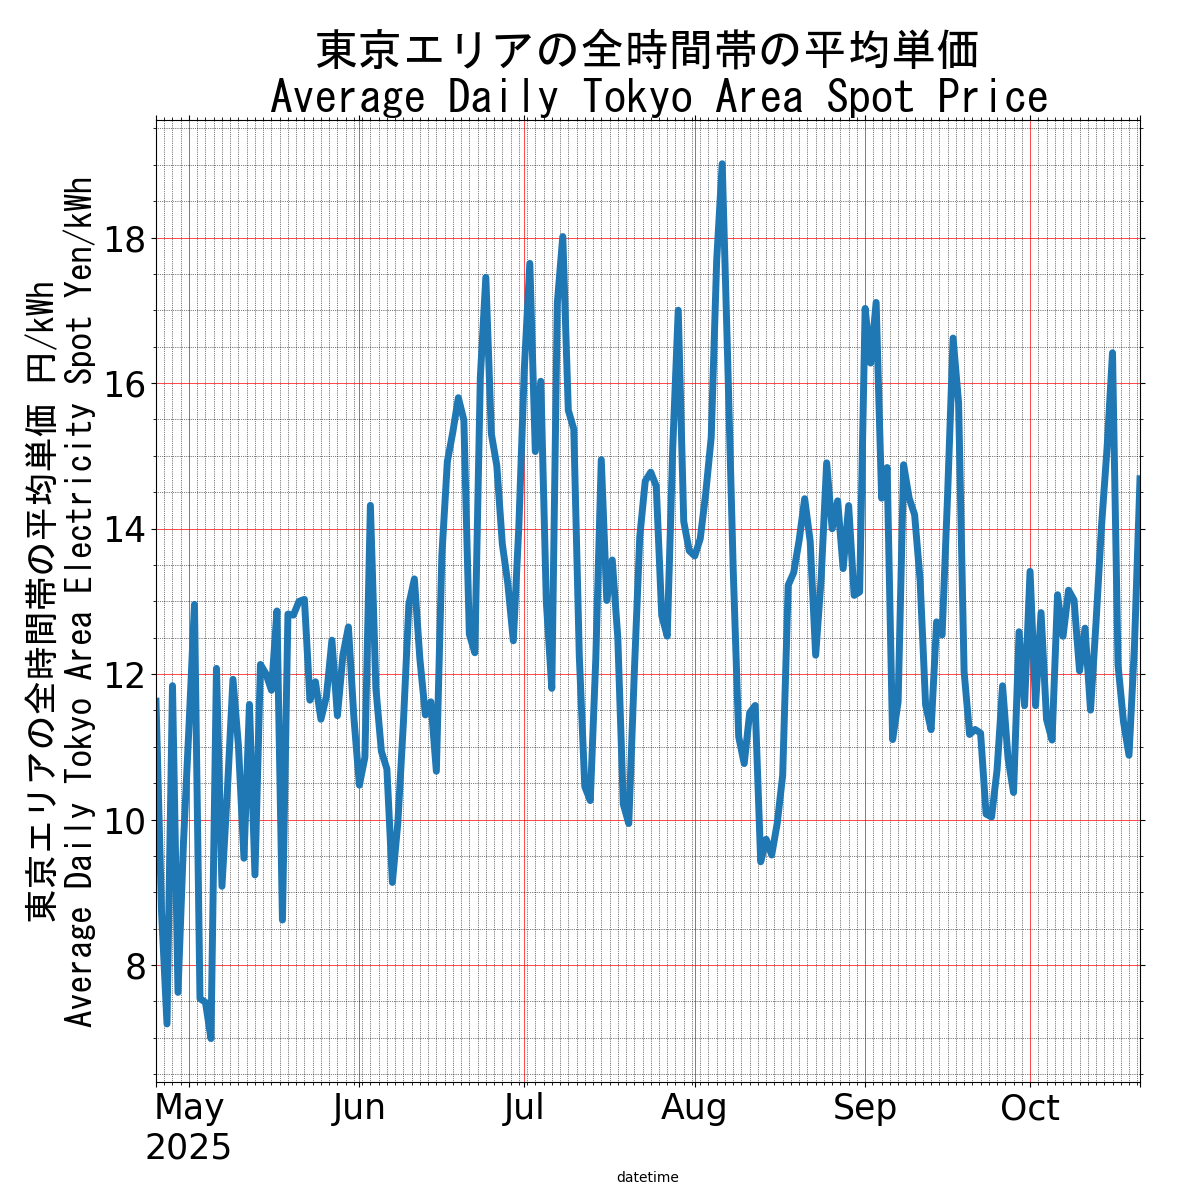 東京エリアの全時間帯の平均単価
Average Daily Tokyo Area Spot Price
東京エリアの全時間帯の平均単価 円/kWh
Average Daily Tokyo Area Electricity Spot Yen/kWh
18
16
14
12
10
8
May
2025
Jun
Jul
Aug
Sep
Oct
datetime